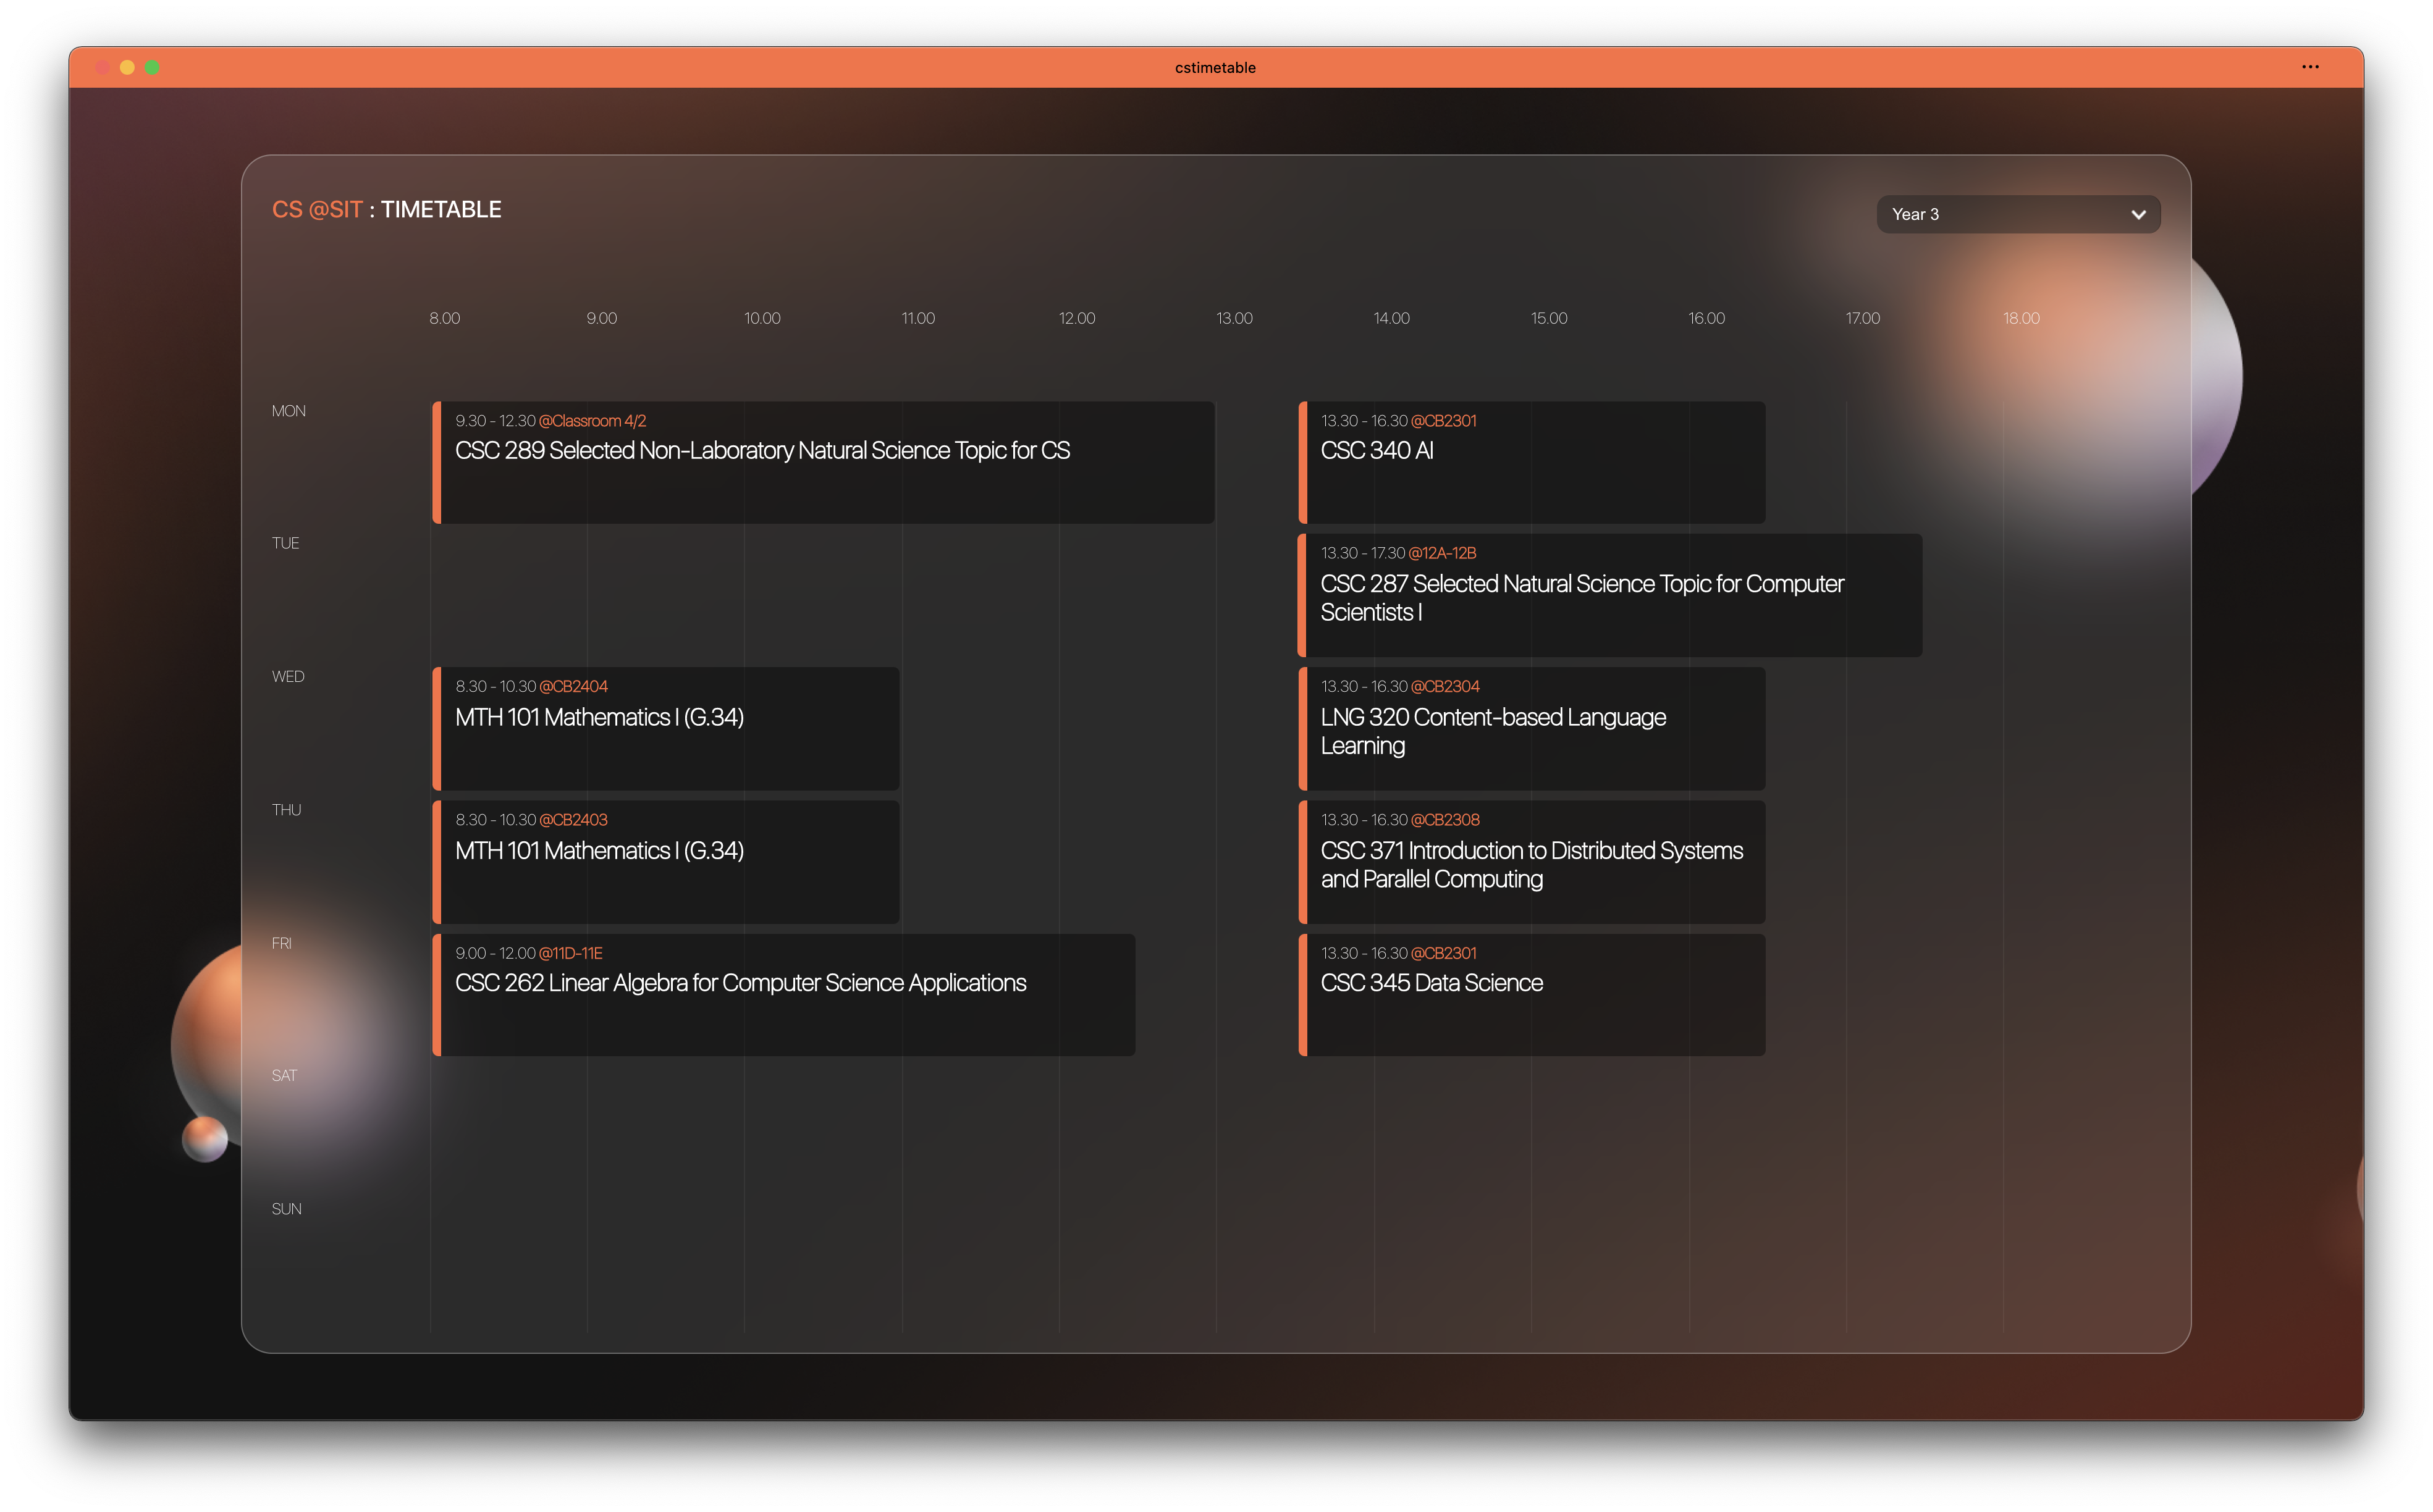 cstimetable
CS @SIT : TIMETABLE
Year 3
8.00 9.00 10.00 11.00 12.00 13.00 14.00 15.00 16.00 17.00 18.00
MON
9.30 - 12.30 @Classroom 4/2
CSC 289 Selected Non-Laboratory Natural Science Topic for CS
13.30 - 16.30 @CB2301
CSC 340 AI
TUE
13.30 - 17.30 @12A-12B
CSC 287 Selected Natural Science Topic for Computer
Scientists I
WED
8.30 - 10.30 @CB2404
MTH 101 Mathematics I (G.34)
13.30 - 16.30 @CB2304
LNG 320 Content-based Language
Learning
THU
8.30 - 10.30 @CB2403
MTH 101 Mathematics I (G.34)
13.30 - 16.30 @CB2308
CSC 371 Introduction to Distributed Systems
and Parallel Computing
FRI
9.00 - 12.00 @11D-11E
CSC 262 Linear Algebra for Computer Science Applications
13.30 - 16.30 @CB2301
CSC 345 Data Science
SAT
SUN